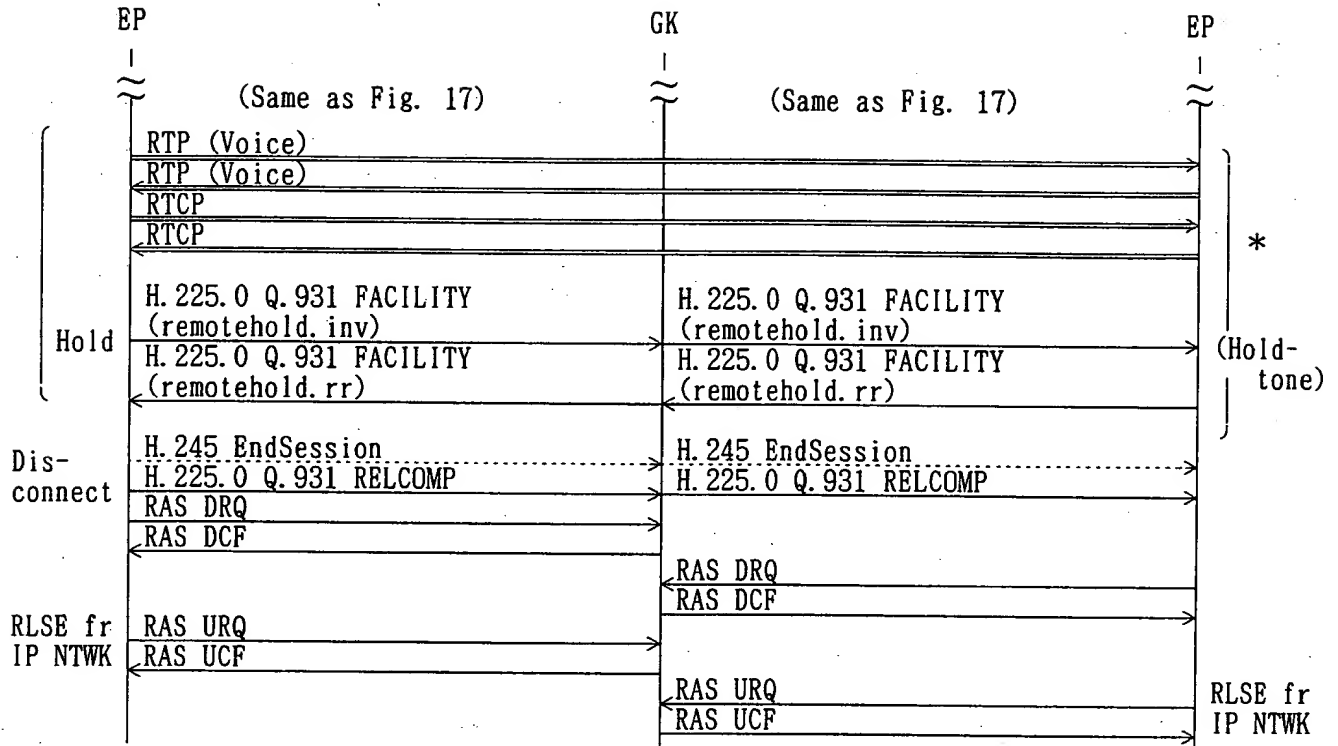 EP GK EP
(Same as Fig. 17) (Same as Fig. 17)
RTP (Voice)
RTP (Voice)
RTCP
RTCP
*
H.225.0 Q.931 FACILITY H.225.0 Q.931 FACILITY
(remotehold.inv) (remotehold.inv)
Hold
H.225.0 Q.931 FACILITY H.225.0 Q.931 FACILITY
(Hold-
tone)
(remotehold.rr) (remotehold.rr)
H.245 EndSession H.245 EndSession
Dis-
connect
H.225.0 Q.931 RELCOMP H.225.0 Q.931 RELCOMP
RAS DRQ
RAS DCF
RAS DRQ
RAS DCF
RLSE fr
IP NTWK
RAS URQ
RAS UCF
RAS URQ
RAS UCF
RLSE fr
IP NTWK